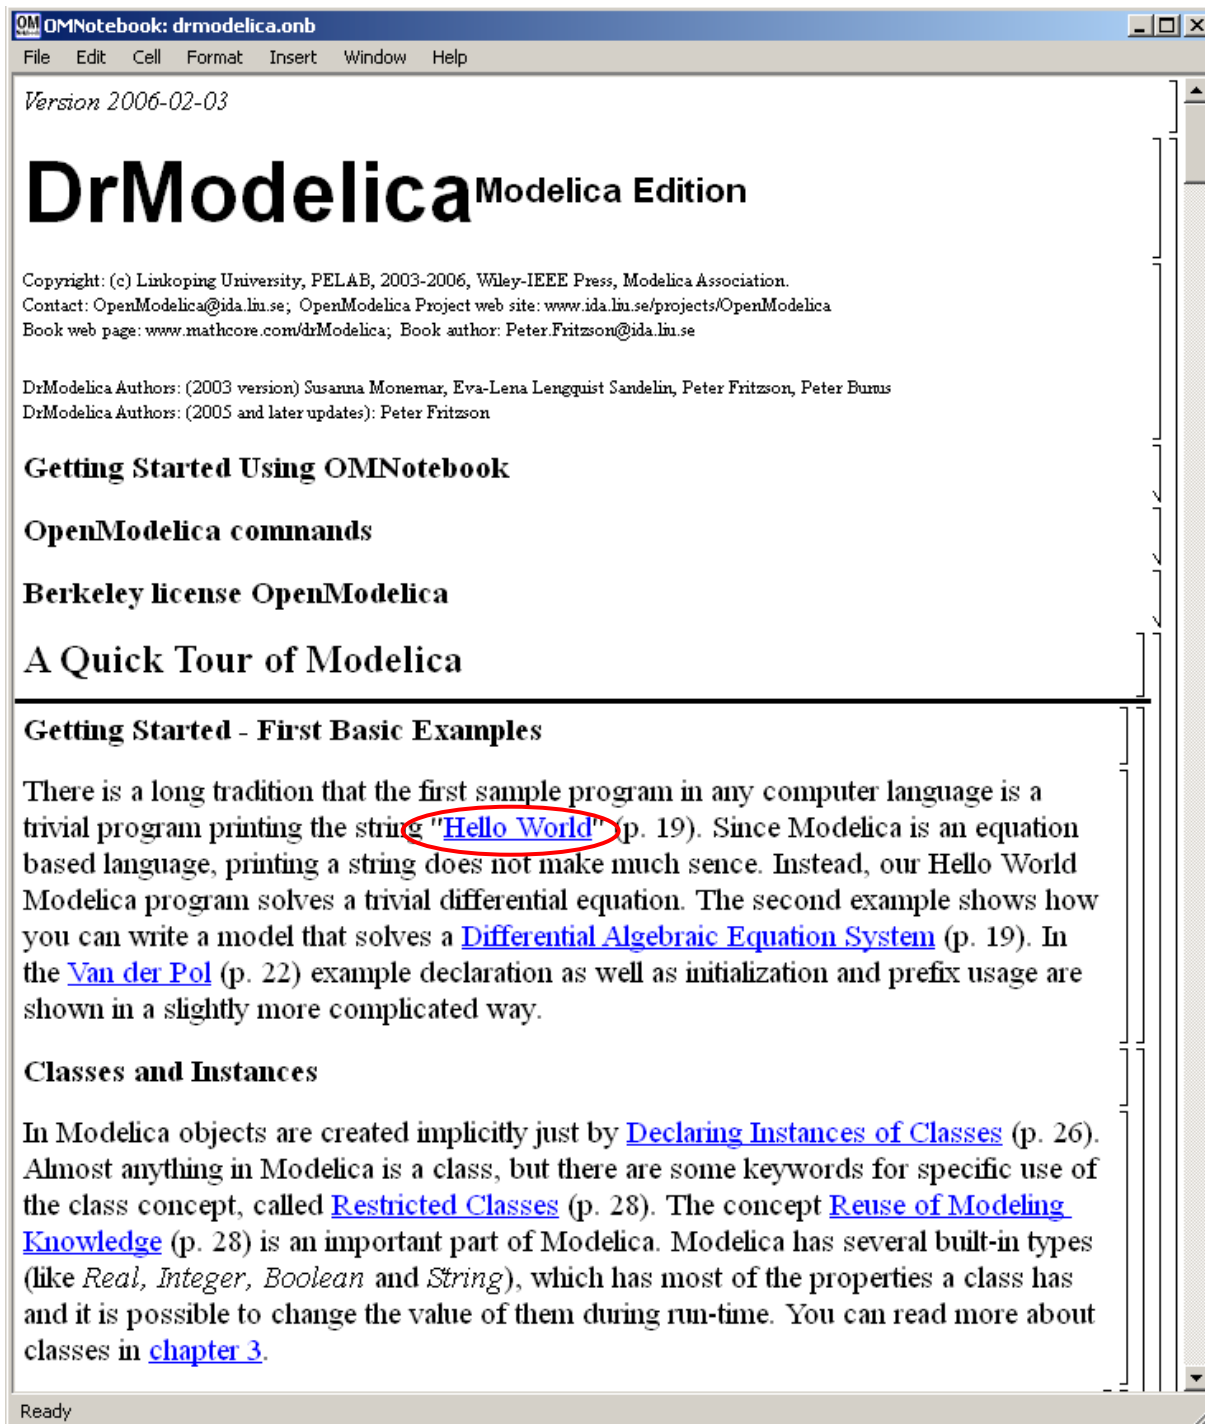 OMNotebook: drmodelica.onb
File Edit Cell Format Insert Window Help
Version 2006-02-03
DrModelica Modelica Edition
Copyright: (c) Linkoping University, PELAB, 2003-2006, Wiley-IEEE Press, Modelica Association.
Contact: OpenModelica@ida.liu.se; OpenModelica Project web site: www.ida.liu.se/projects/OpenModelica
Book web page: www.mathcore.com/drModelica; Book author: Peter.Fritzson@ida.liu.se
DrModelica Authors: (2003 version) Susanna Monemar, Eva-Lena Lengquist Sandelin, Peter Fritzson, Peter Bunus
DrModelica Authors: (2005 and later updates): Peter Fritzson
Getting Started Using OMNotebook
OpenModelica commands
Berkeley license OpenModelica
A Quick Tour of Modelica
Getting Started - First Basic Examples
There is a long tradition that the first sample program in any computer language is a
trivial program printing the string "Hello World" (p. 19). Since Modelica is an equation
based language, printing a string does not make much sence. Instead, our Hello World
Modelica program solves a trivial differential equation. The second example shows how
you can write a model that solves a Differential Algebraic Equation System (p. 19). In
the Van der Pol (p. 22) example declaration as well as initialization and prefix usage are
shown in a slightly more complicated way.
Classes and Instances
In Modelica objects are created implicitly just by Declaring Instances of Classes (p. 26).
Almost anything in Modelica is a class, but there are some keywords for specific use of
the class concept, called Restricted Classes (p. 28). The concept Reuse of Modeling
Knowledge (p. 28) is an important part of Modelica. Modelica has several built-in types
(like Real, Integer, Boolean and String), which has most of the properties a class has
and it is possible to change the value of them during run-time. You can read more about
classes in chapter 3.
Ready